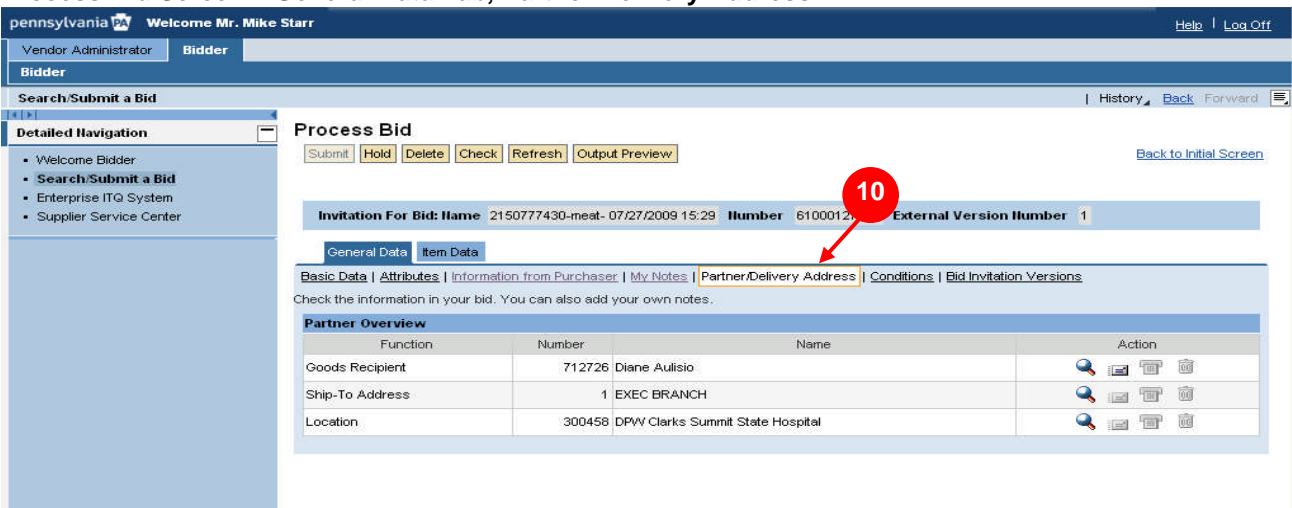 pennsylvania PA Welcome Mr. Mike Starr Help | Log Off
Vendor Administrator Bidder
Bidder
Search/Submit a Bid | History Back Forward
Detailed Navigation
• Welcome Bidder
• Search/Submit a Bid
• Enterprise ITQ System
• Supplier Service Center
Process Bid
Submit Hold Delete Check Refresh Output Preview Back to Initial Screen
10
Invitation For Bid: Name 2150777430-meat- 07/27/2009 15:29 Number 6100012 External Version Number 1
General Data Item Data
Basic Data | Attributes | Information from Purchaser | My Notes | Partner/Delivery Address | Conditions | Bid Invitation Versions
Check the information in your bid. You can also add your own notes.
Partner Overview
Function Number Name Action
Goods Recipient 712726 Diane Aulisio
Ship-To Address 1 EXEC BRANCH
Location 300458 DPW Clarks Summit State Hospital